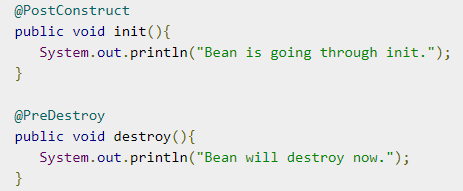 @PostConstruct
public void init(){
   System.out.println("Bean is going through init.");
}
@PreDestroy
public void destroy(){
   System.out.println("Bean will destroy now.");
}